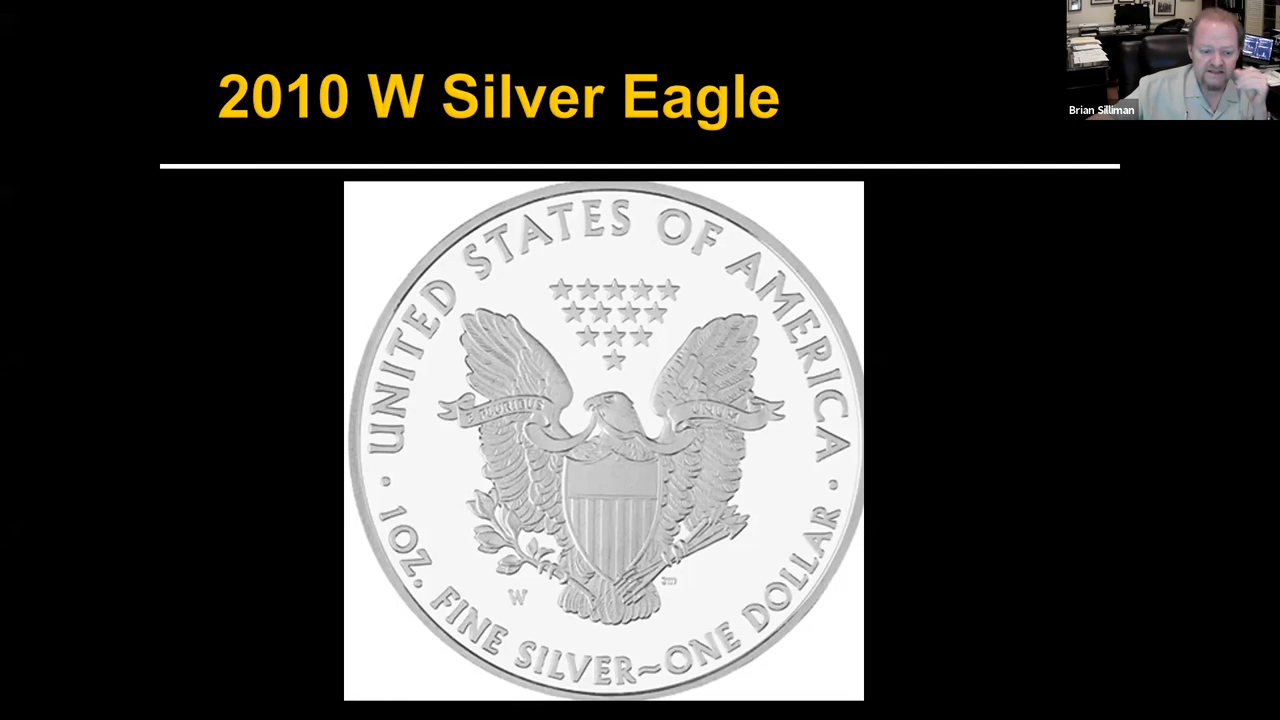 2010 W Silver Eagle
Brian Silliman
UNITED STATES OF AMERICA
E PLURIBUS UNUM
W
· 1 OZ. FINE SILVER~ONE DOLLAR ·